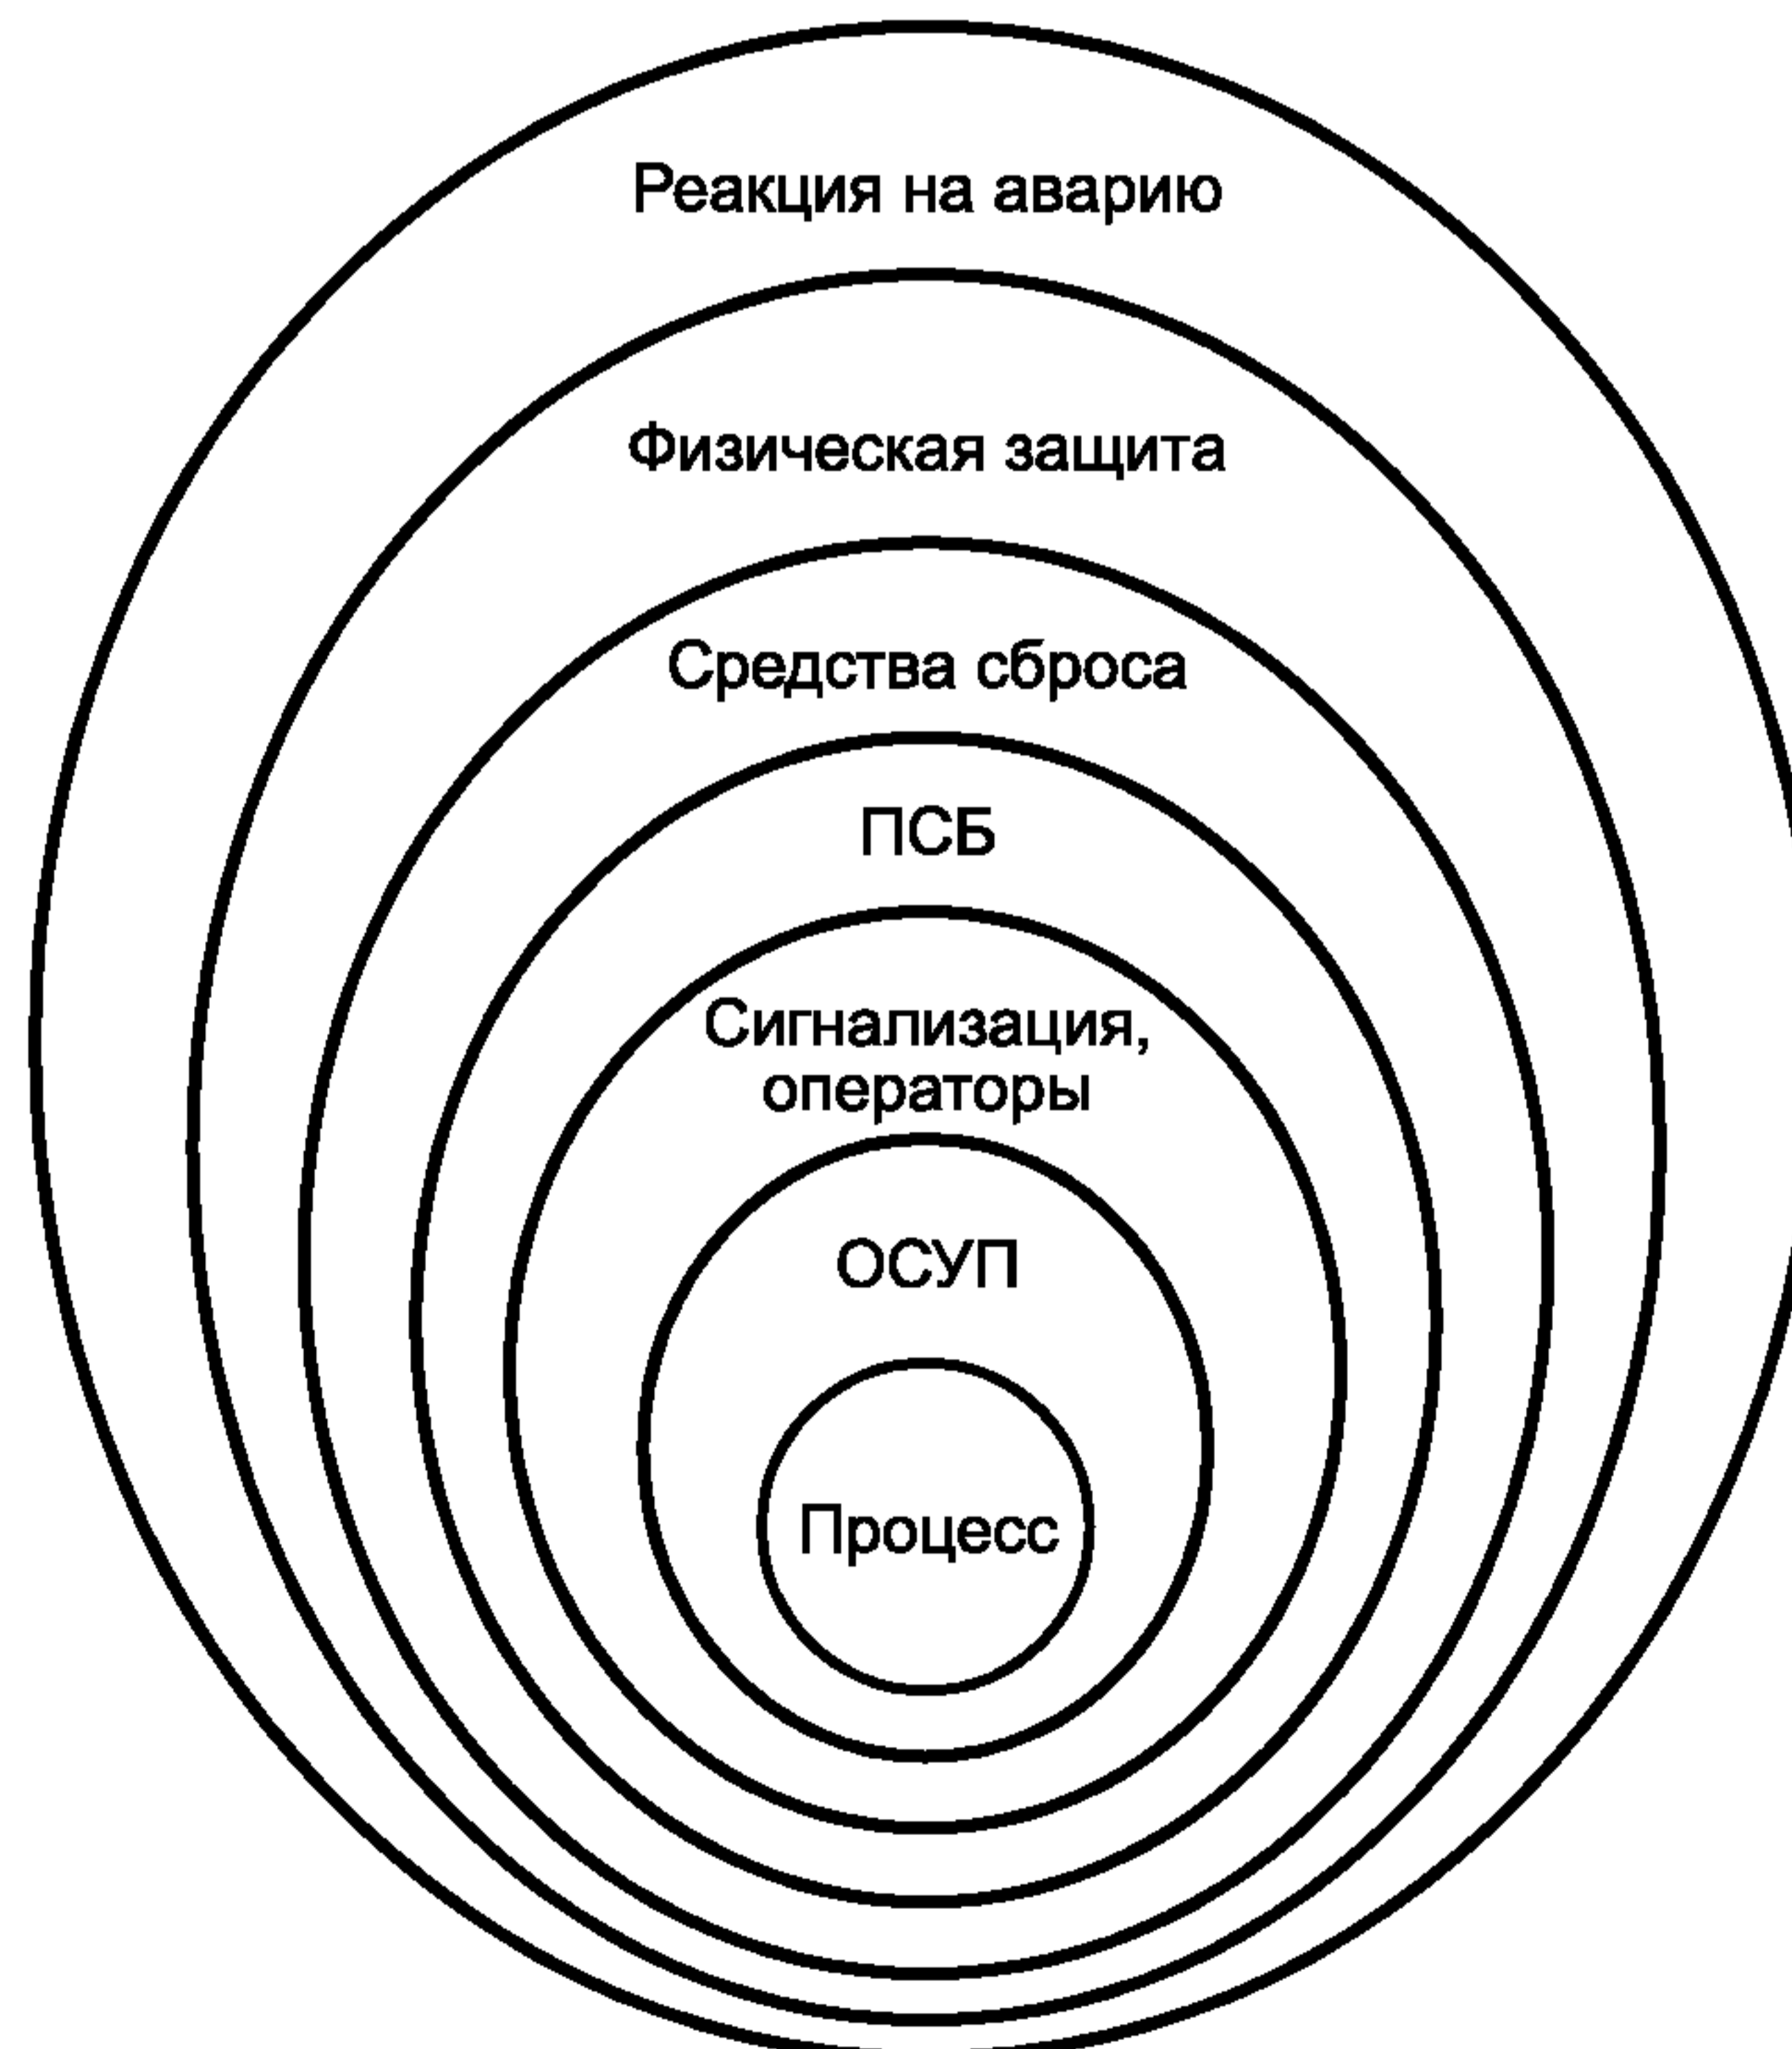 Реакция на аварию
Физическая защита
Средства сброса
ПСБ
Сигнализация,
операторы
ОСУП
Процесс